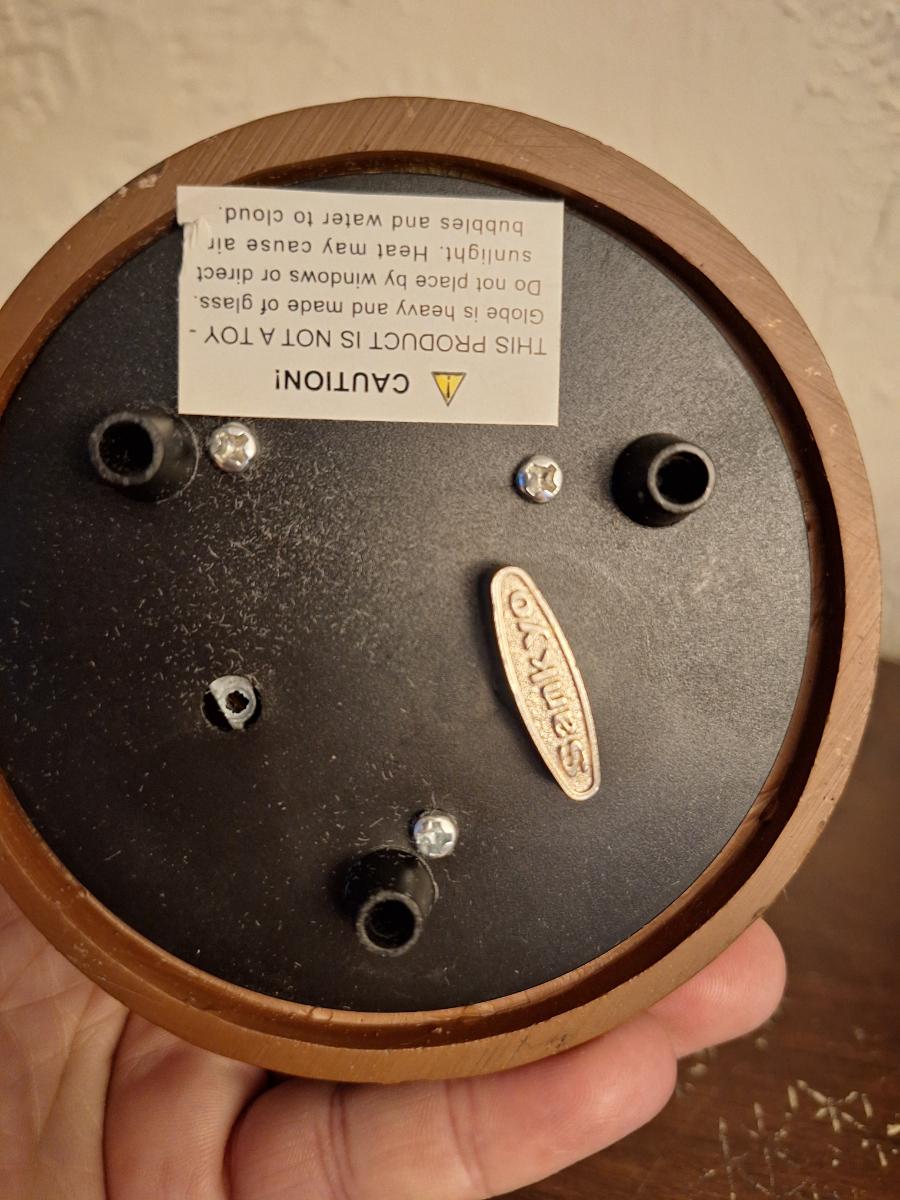 CAUTION!
THIS PRODUCT IS NOT A TOY -
Globe is heavy and made of glass.
Do not place by windows or direct
sunlight. Heat may cause air
bubbles and water to cloud.
Sankyo